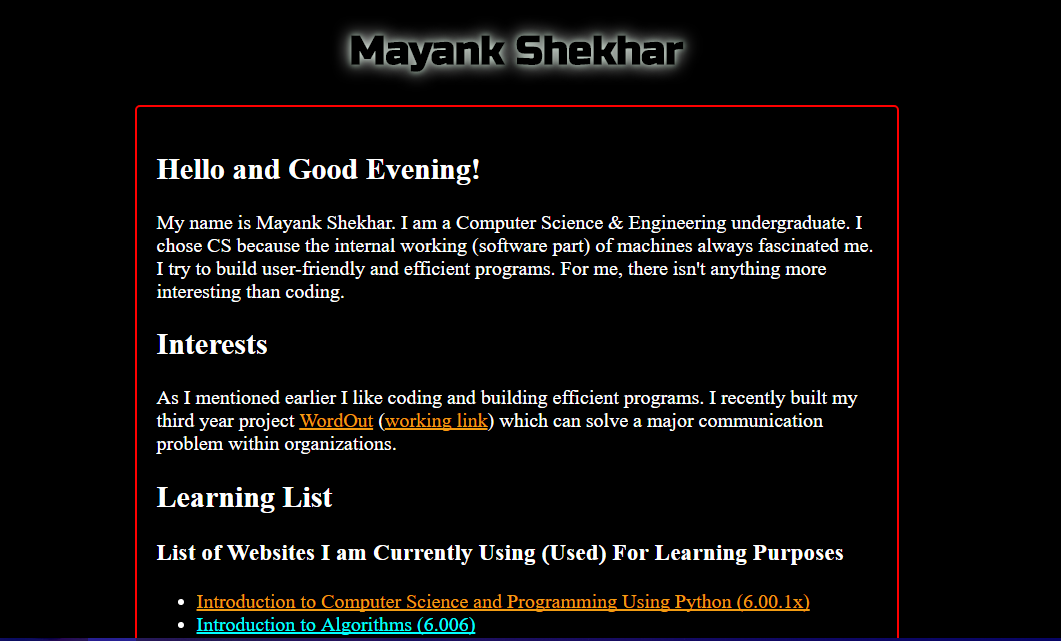 Mayank Shekhar
Hello and Good Evening!
My name is Mayank Shekhar. I am a Computer Science & Engineering undergraduate. I
chose CS because the internal working (software part) of machines always fascinated me.
I try to build user-friendly and efficient programs. For me, there isn't anything more
interesting than coding.
Interests
As I mentioned earlier I like coding and building efficient programs. I recently built my
third year project WordOut (working link) which can solve a major communication
problem within organizations.
Learning List
List of Websites I am Currently Using (Used) For Learning Purposes
• Introduction to Computer Science and Programming Using Python (6.00.1x)
• Introduction to Algorithms (6.006)